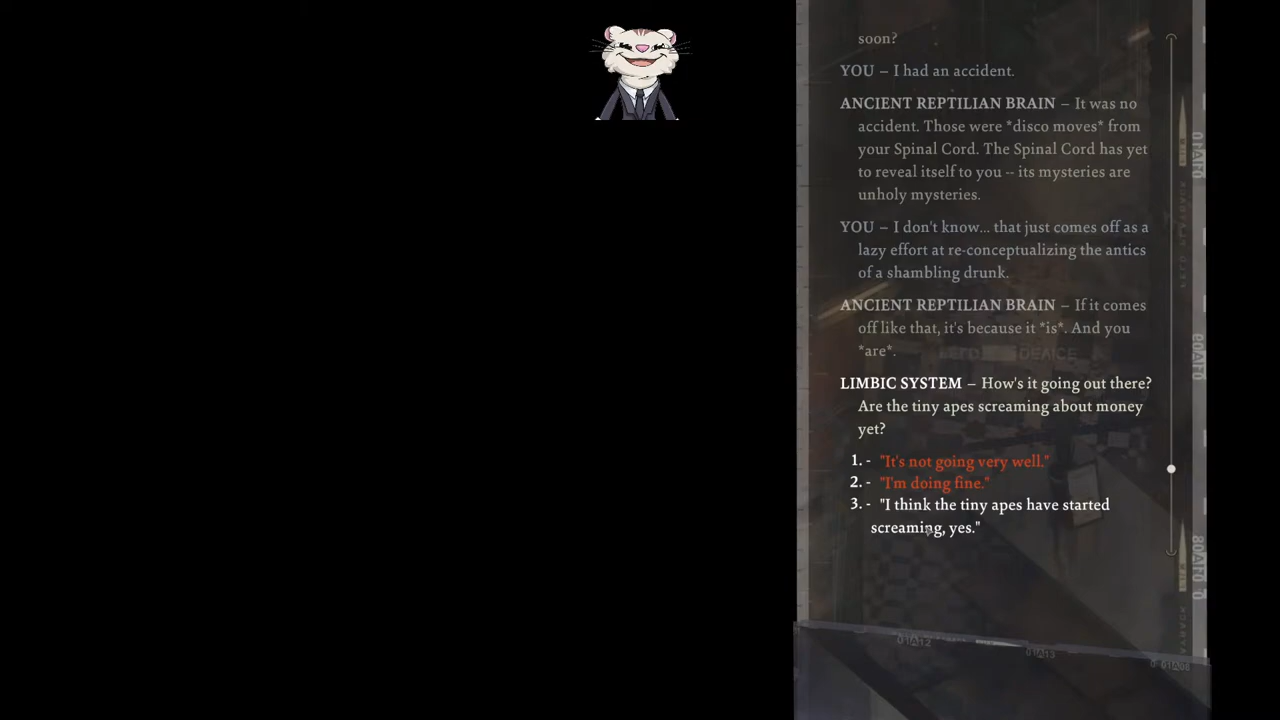 soon?
YOU – I had an accident.
ANCIENT REPTILIAN BRAIN – It was no
accident. Those were *disco moves* from
your Spinal Cord. The Spinal Cord has yet
to reveal itself to you -- its mysteries are
unholy mysteries.
YOU – I don't know... that just comes off as a
lazy effort at re-conceptualizing the antics
of a shambling drunk.
ANCIENT REPTILIAN BRAIN – If it comes
off like that, it's because it *is*. And you
*are*.
LIMBIC SYSTEM – How's it going out there?
Are the tiny apes screaming about money
yet?
1. - "It's not going very well."
2. - "I'm doing fine."
3. - "I think the tiny apes have started
screaming, yes."